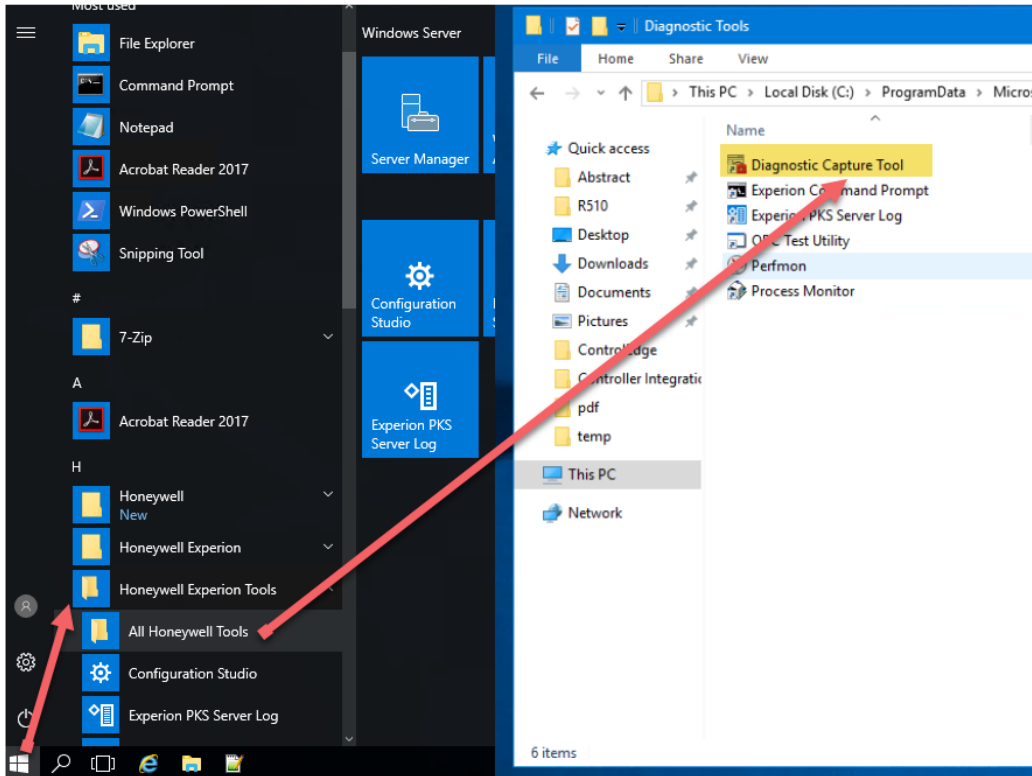 Most used
File Explorer
Command Prompt
Notepad
Acrobat Reader 2017
Windows PowerShell
Snipping Tool
#
7-Zip
A
Acrobat Reader 2017
H
Honeywell
New
Honeywell Experion
Honeywell Experion Tools
All Honeywell Tools
Configuration Studio
Experion PKS Server Log
Windows Server
Server Manager
Configuration
Studio
Experion PKS
Server Log
Diagnostic Tools
File Home Share View
This PC > Local Disk (C:) > ProgramData > Micros
Quick access
Abstract
R510
Desktop
Downloads
Documents
Pictures
ControlEdge
Controller Integratic
pdf
temp
This PC
Network
Name
Diagnostic Capture Tool
Experion Command Prompt
Experion PKS Server Log
OPC Test Utility
Perfmon
Process Monitor
6 items